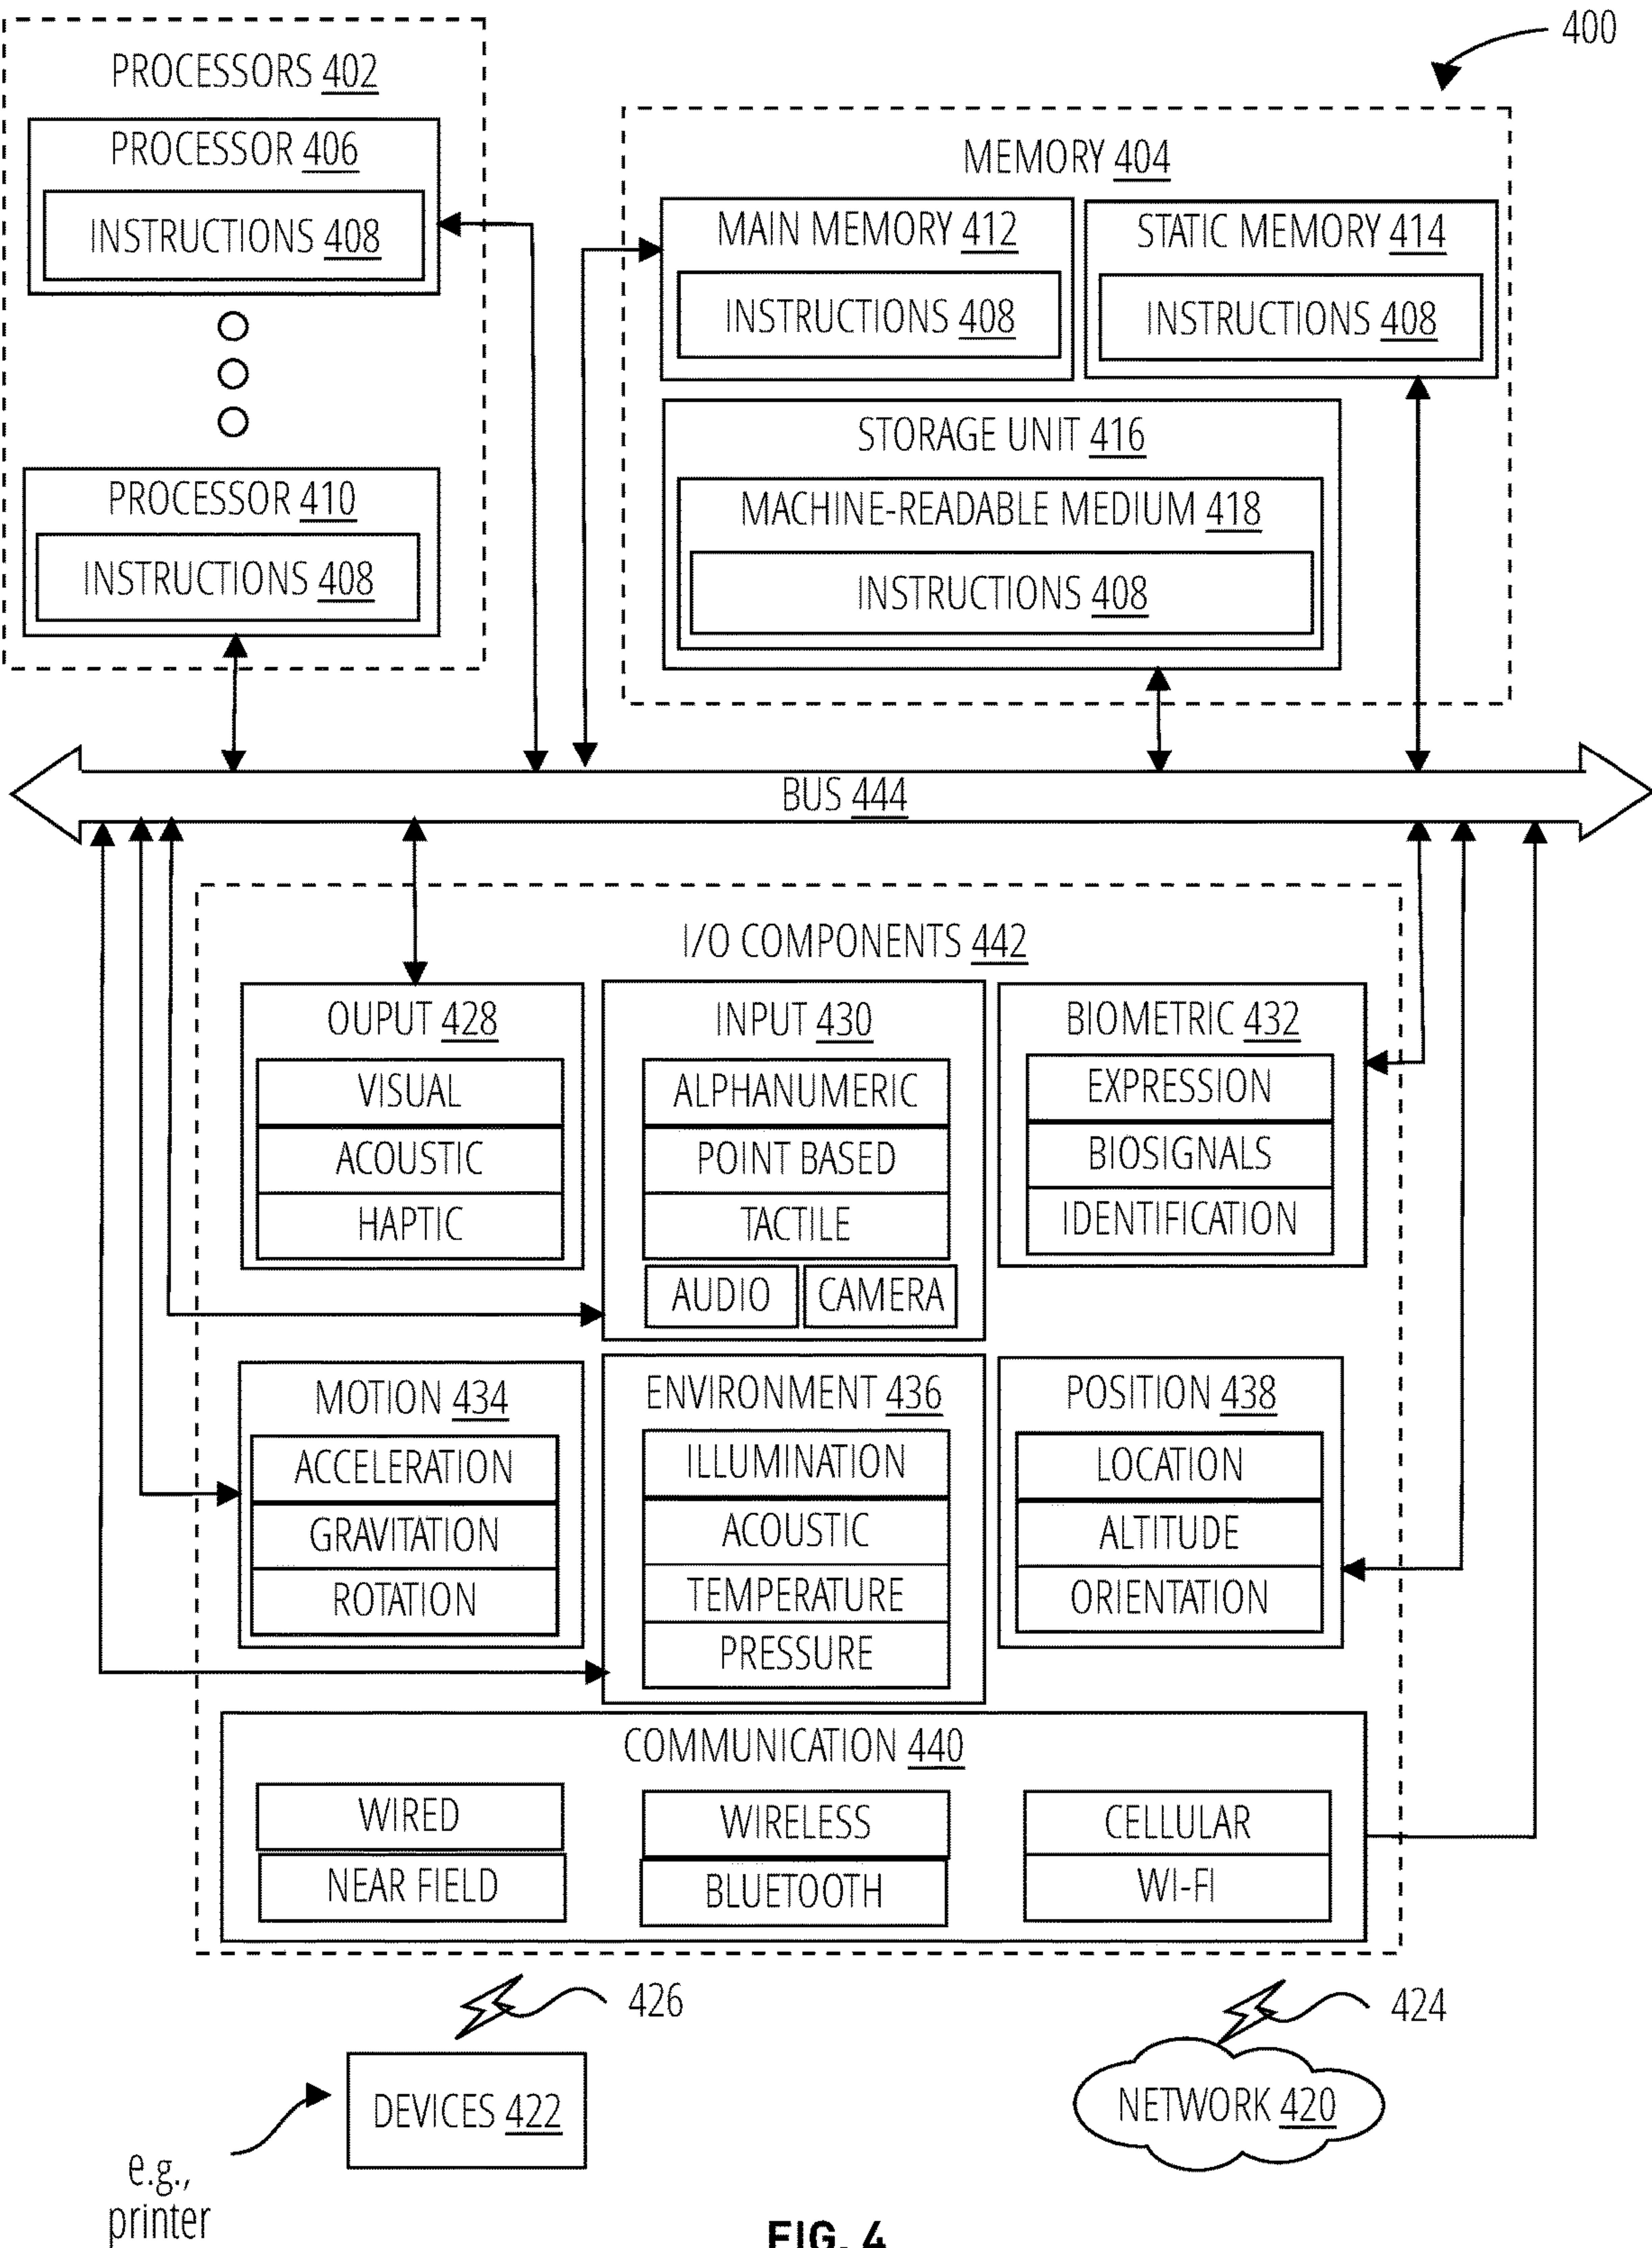 400
PROCESSORS 402
PROCESSOR 406
INSTRUCTIONS 408
PROCESSOR 410
INSTRUCTIONS 408
MEMORY 404
MAIN MEMORY 412
INSTRUCTIONS 408
STATIC MEMORY 414
INSTRUCTIONS 408
STORAGE UNIT 416
MACHINE-READABLE MEDIUM 418
INSTRUCTIONS 408
BUS 444
I/O COMPONENTS 442
OUPUT 428
VISUAL
ACOUSTIC
HAPTIC
INPUT 430
ALPHANUMERIC
POINT BASED
TACTILE
AUDIO
CAMERA
BIOMETRIC 432
EXPRESSION
BIOSIGNALS
IDENTIFICATION
MOTION 434
ACCELERATION
GRAVITATION
ROTATION
ENVIRONMENT 436
ILLUMINATION
ACOUSTIC
TEMPERATURE
PRESSURE
POSITION 438
LOCATION
ALTITUDE
ORIENTATION
COMMUNICATION 440
WIRED
NEAR FIELD
WIRELESS
BLUETOOTH
CELLULAR
WI-FI
426
424
DEVICES 422
NETWORK 420
e.g.,
printer
FIG. 4